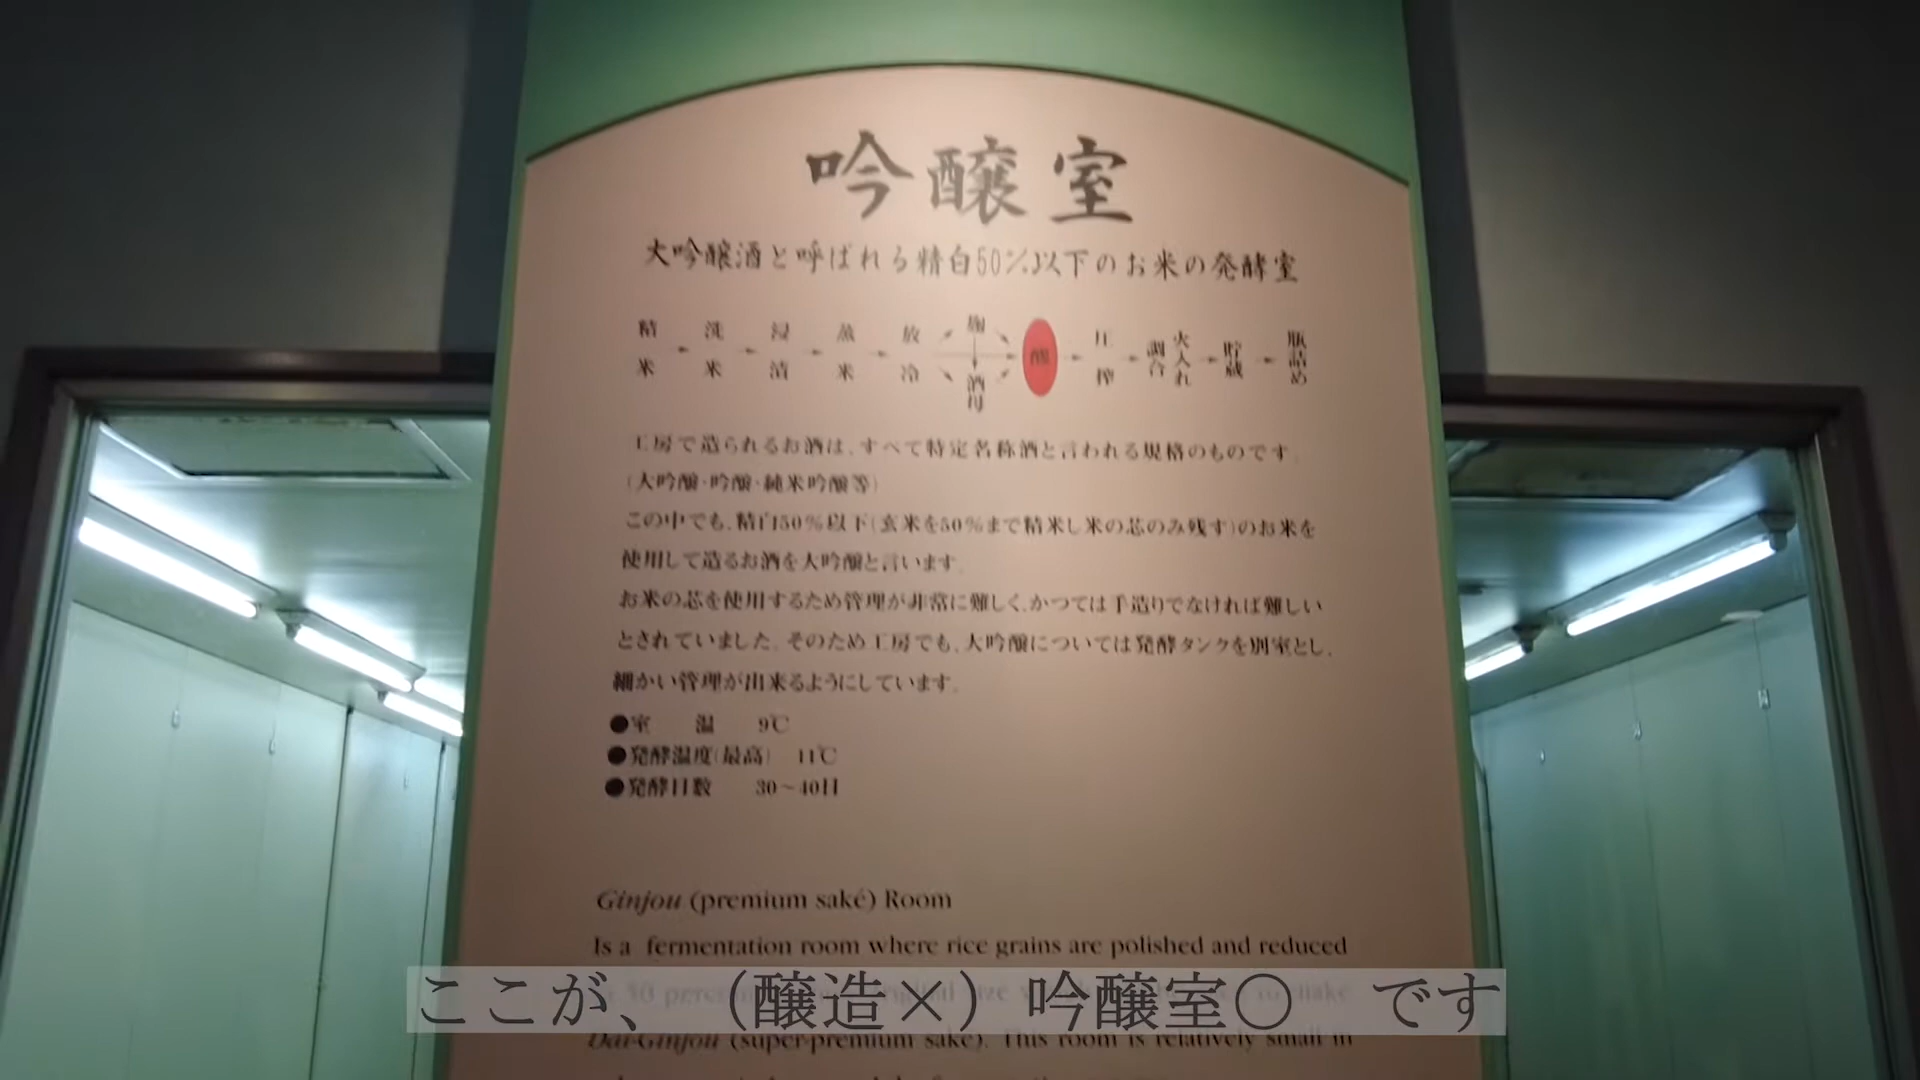 吟醸室
大吟醸酒と呼ばれる精白50%以下のお米の発酵室
精米→洗米→浸漬→蒸米→放冷→麹 酒母→醪→圧搾→調合 火入れ→貯蔵→瓶詰め
工房で造られるお酒は、すべて特定名称酒と言われる規格のものです。
(大吟醸・吟醸・純米吟醸等)
この中でも、精白50%以下(玄米を50%まで精米し米の芯のみ残す)のお米を
使用して造るお酒を大吟醸と言います。
お米の芯を使用するため管理が非常に難しく、かつては手造りでなければ難しい
とされていました。そのため工房でも、大吟醸については発酵タンクを別室とし、
細かい管理が出来るようにしています。
●室 温 9℃
●発酵温度(最高) 11℃
●発酵日数 30~40日
Ginjou (premium saké) Room
Is a fermentation room where rice grains are polished and reduced
ここが、(醸造×)吟醸室〇 です
Dai-Ginjou (super-premium saké). This room is relatively small in